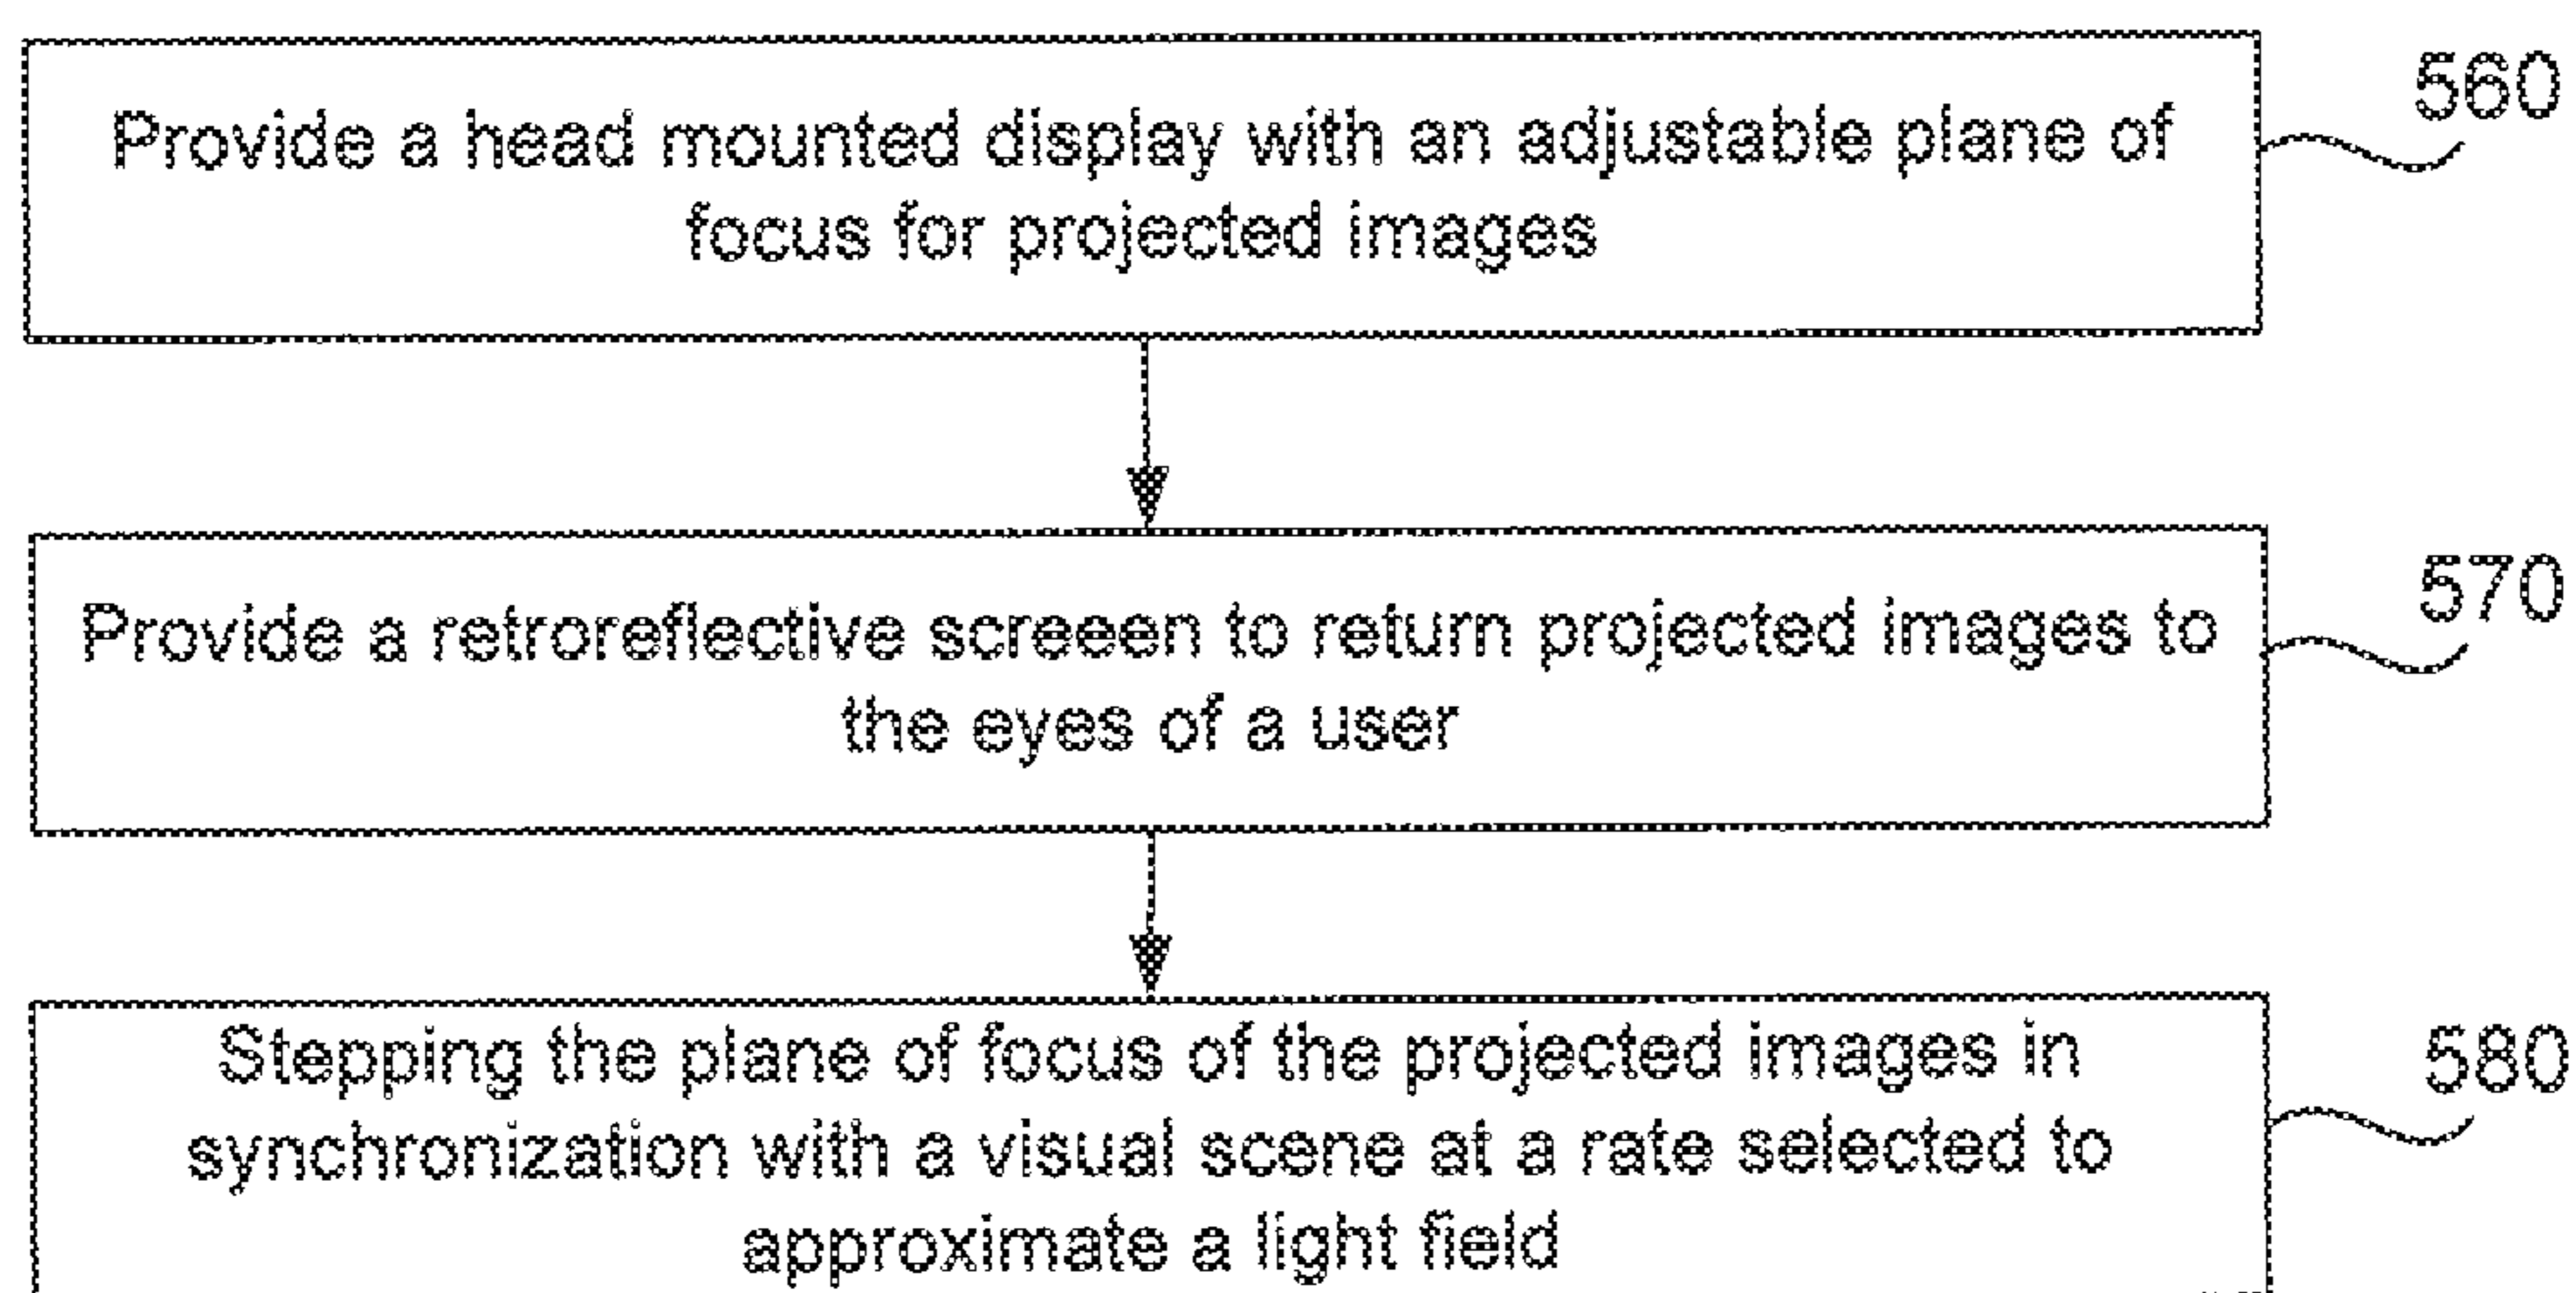 560
Provide a head mounted display with an adjustable plane of
focus for projected images
570
Provide a retroreflective screeen to return projected images to
the eyes of a user
580
Stepping the plane of focus of the projected images in
synchronization with a visual scene at a rate selected to
approximate a light field